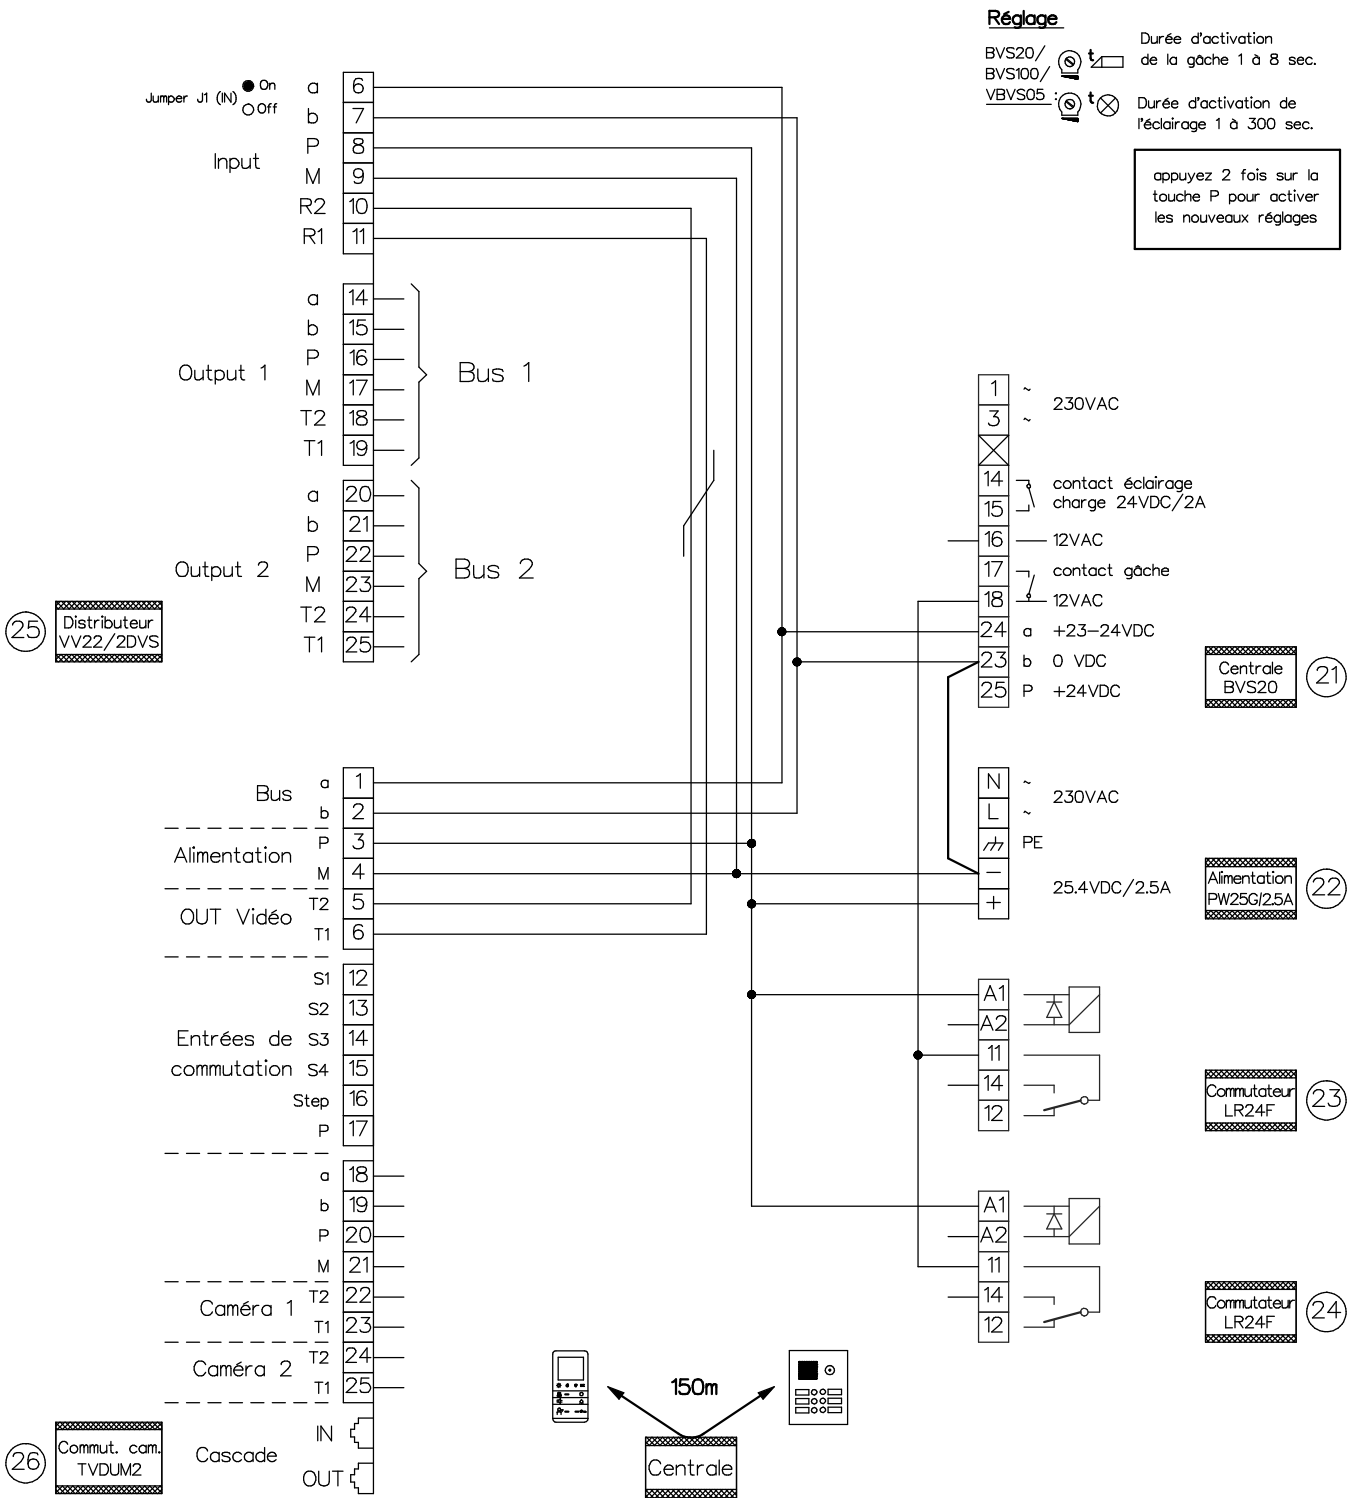 Réglage
BVS20/
BVS100/
VBVS05 :
t
Durée d'activation
de la gâche 1 à 8 sec.
t
Durée d'activation de
l'éclairage 1 à 300 sec.
appuyez 2 fois sur la
touche P pour activer
les nouveaux réglages
Jumper J1 (IN)
On
Off
Input
a 6
b 7
P 8
M 9
R2 10
R1 11
Output 1
a 14
b 15
P 16
M 17
T2 18
T1 19
Bus 1
Output 2
a 20
b 21
P 22
M 23
T2 24
T1 25
Bus 2
25
Distributeur
VV22/2DVS
1 ~
3 ~
230VAC
14
15
contact éclairage
charge 24VDC/2A
16 12VAC
17 contact gâche
18 12VAC
24 a +23-24VDC
23 b 0 VDC
25 P +24VDC
Centrale
BVS20
21
Bus
a 1
b 2
Alimentation
P 3
M 4
OUT Vidéo
T2 5
T1 6
Entrées de
commutation
S1 12
S2 13
S3 14
S4 15
Step 16
P 17
a 18
b 19
P 20
M 21
Caméra 1
T2 22
T1 23
Caméra 2
T2 24
T1 25
Cascade
IN
OUT
26
Commut. cam.
TVDUM2
N ~
L ~
230VAC
PE
−
+
25.4VDC/2.5A
Alimentation
PW25G/2.5A
22
A1
A2
11
14
12
Commutateur
LR24F
23
A1
A2
11
14
12
Commutateur
LR24F
24
150m
Centrale